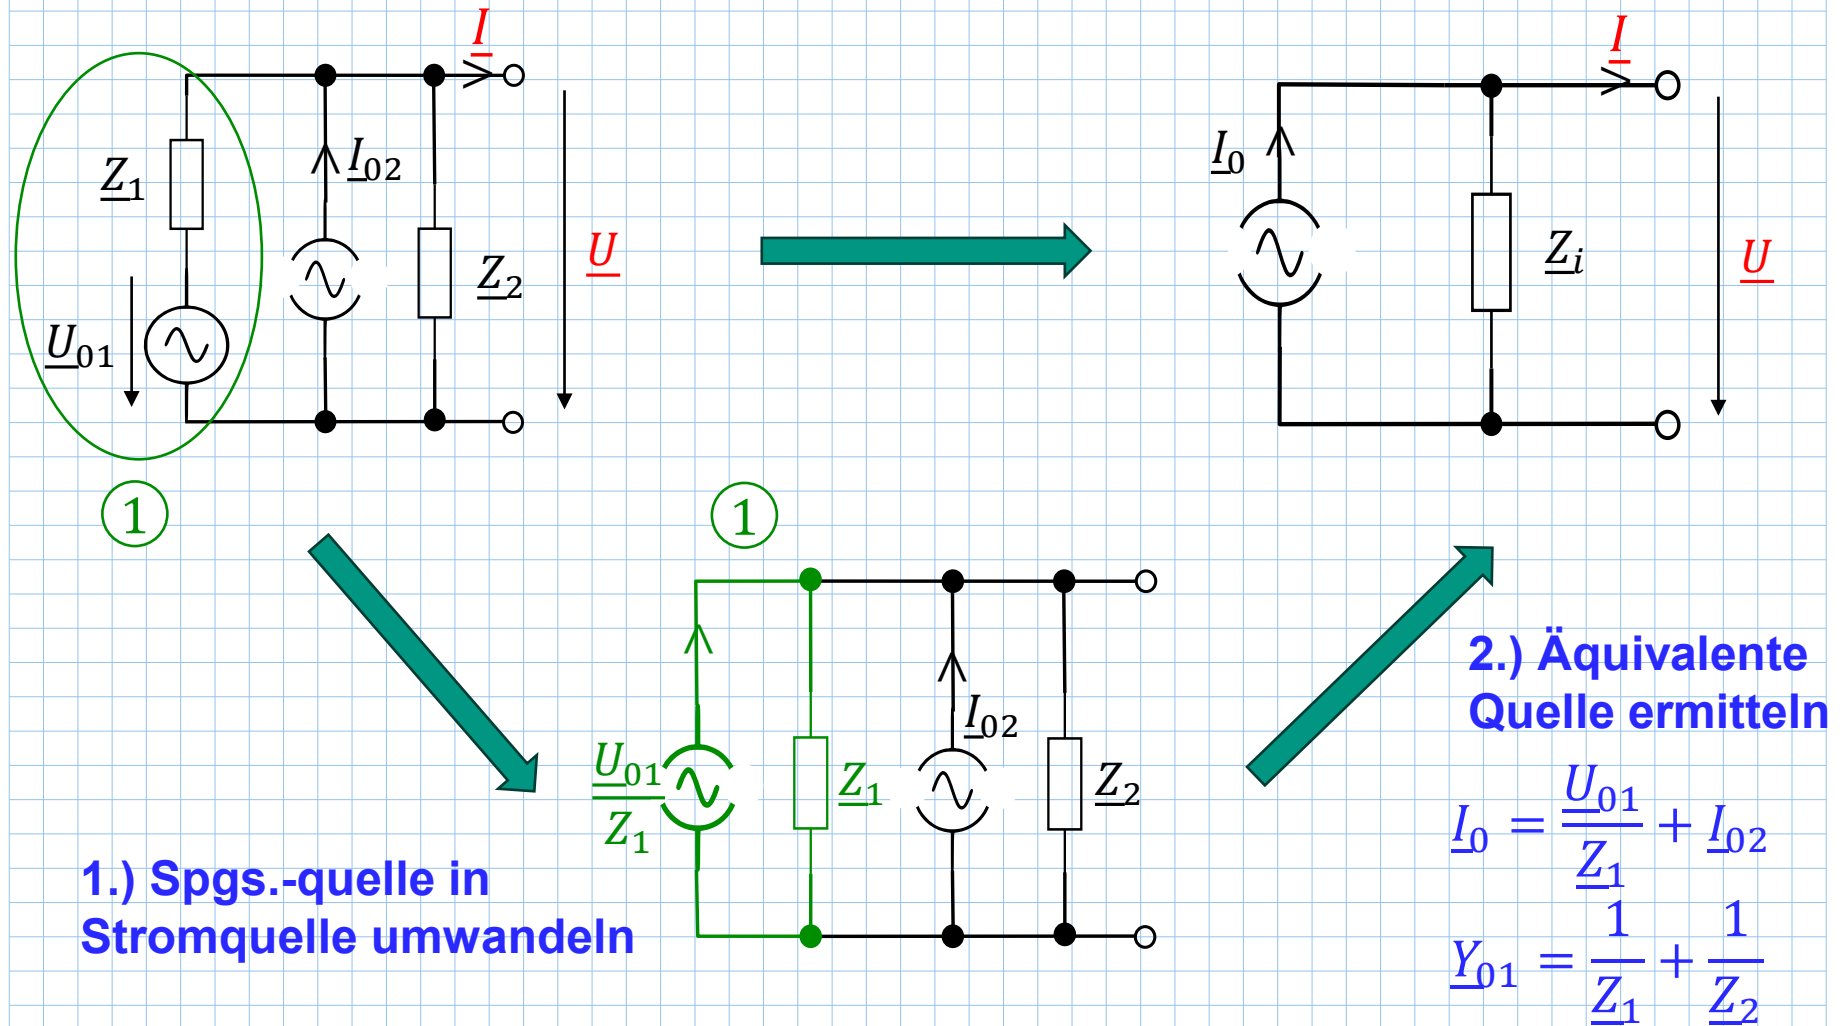 I
Z₁
I₀₂
Z₂
U
U₀₁
1
I
I₀
Zᵢ
U
1
U₀₁
Z₁
Z₁
I₀₂
Z₂
1.) Spgs.-quelle in
Stromquelle umwandeln
2.) Äquivalente
Quelle ermitteln
I₀ = U₀₁/Z₁ + I₀₂
Y₀₁ = 1/Z₁ + 1/Z₂